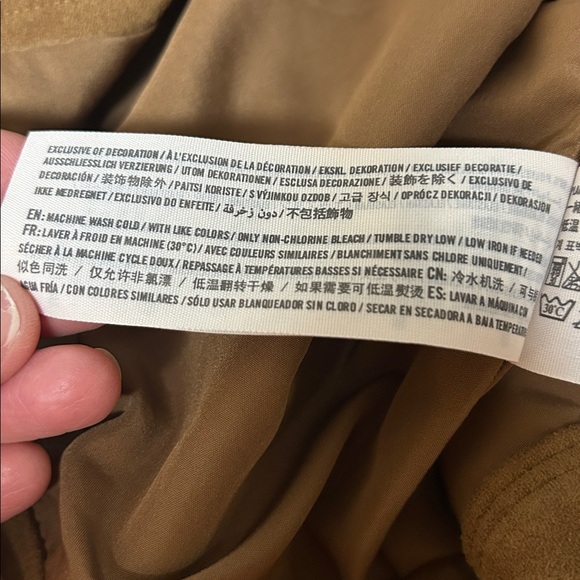 EXCLUSIVE OF DECORATION / À L'EXCLUSION DE LA DÉCORATION / EKSKL. DEKORATION / EXCLUSIEF DECORATIE /
AUSSCHLIESSLICH VERZIERUNG / UTOM DEKORATIONEN / ESCLUSA DECORAZIONE / 装飾を除く / EXCLUSIVO DE
DECORACIÓN / 装饰物除外 / PAITSI KORISTE / S VÝJIMKOU OZDOB / 고급 장식 / OPRÓCZ DEKORACJI / DEKORASJON
IKKE MEDREGNET / EXCLUSIVO DO ENFEITE / دون زخرفة / 不包括飾物
EN: MACHINE WASH COLD / WITH LIKE COLORS / ONLY NON-CHLORINE BLEACH / TUMBLE DRY LOW / LOW IRON IF NEEDED
FR: LAVER À FROID EN MACHINE (30°C) / AVEC COULEURS SIMILAIRES / BLANCHIMENT SANS CHLORE UNIQUEMENT /
SÉCHER À LA MACHINE CYCLE DOUX / REPASSAGE À TEMPÉRATURES BASSES SI NÉCESSAIRE CN: 冷水机洗 / 可与
似色同洗 / 仅允许非氯漂 / 低温翻转干燥 / 如果需要可低温熨烫 ES: LAVAR A MÁQUINA CON
AGUA FRÍA / CON COLORES SIMILARES / SÓLO USAR BLANQUEADOR SIN CLORO / SECAR EN SECADORA A BAJA TEMPERAT
30°C